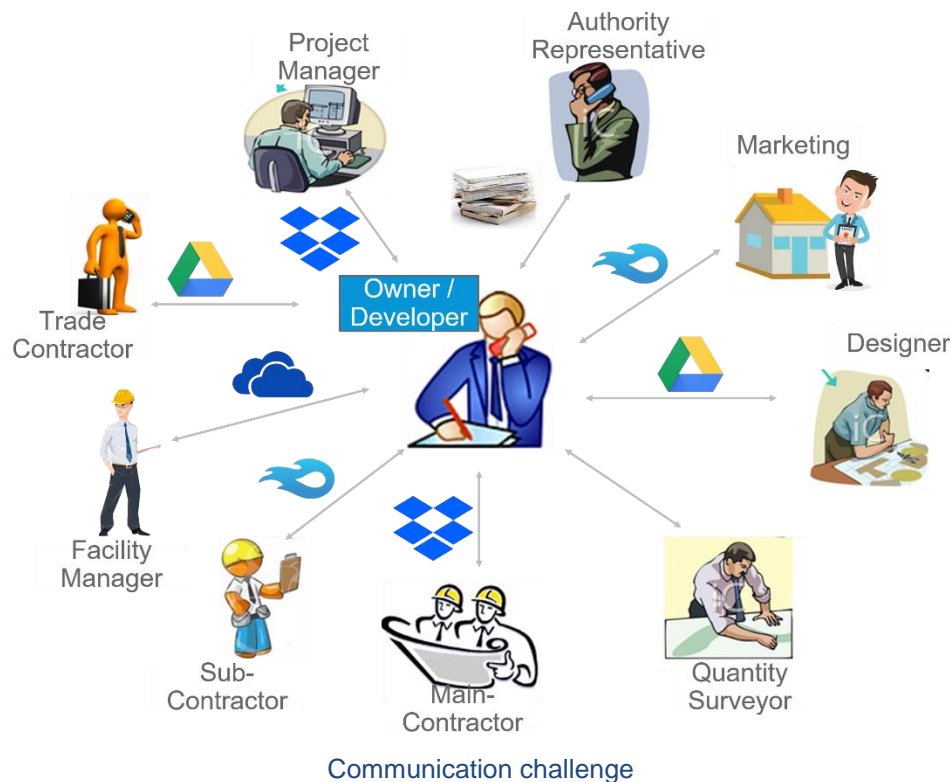 Project
Manager
Authority
Representative
Marketing
Owner /
Developer
Trade
Contractor
Designer
Facility
Manager
Sub-
Contractor
Main-
Contractor
Quantity
Surveyor
Communication challenge